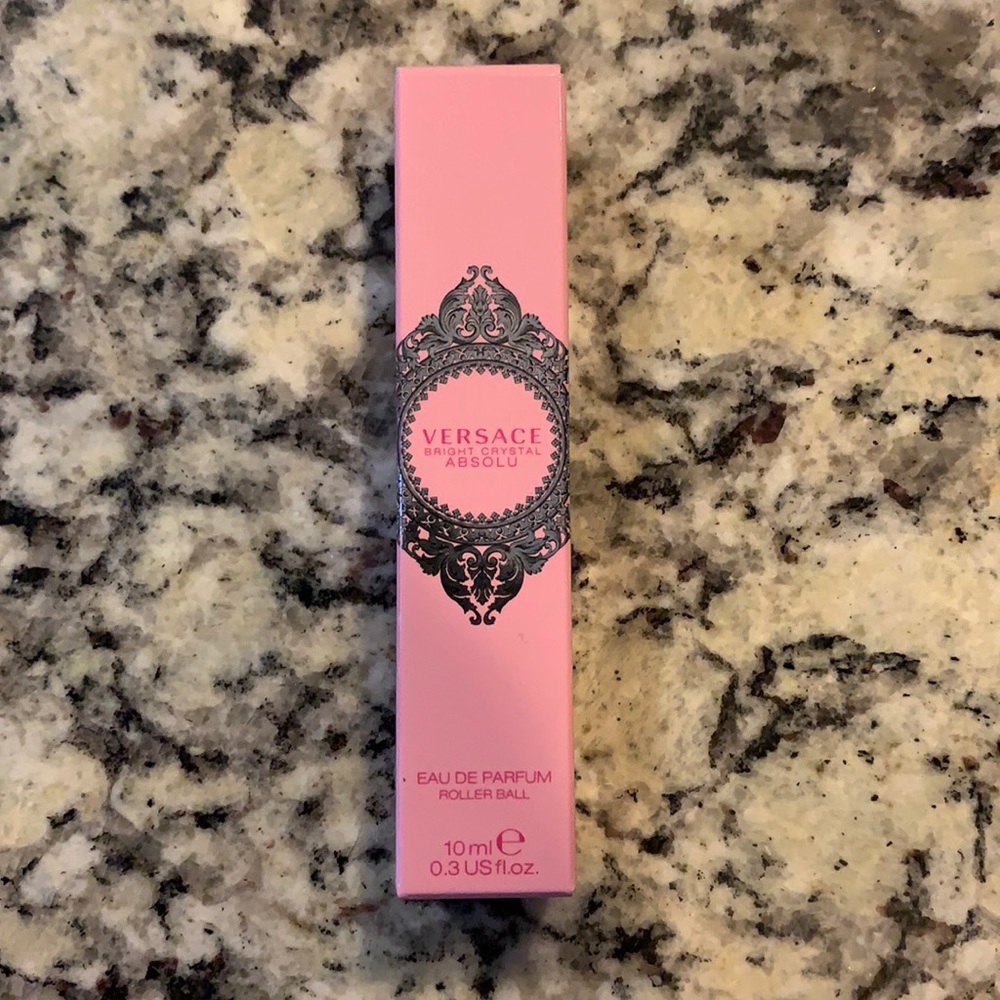 VERSACE
BRIGHT CRYSTAL
ABSOLU
EAU DE PARFUM
ROLLER BALL
10 ml ℮
0.3 US fl.oz.